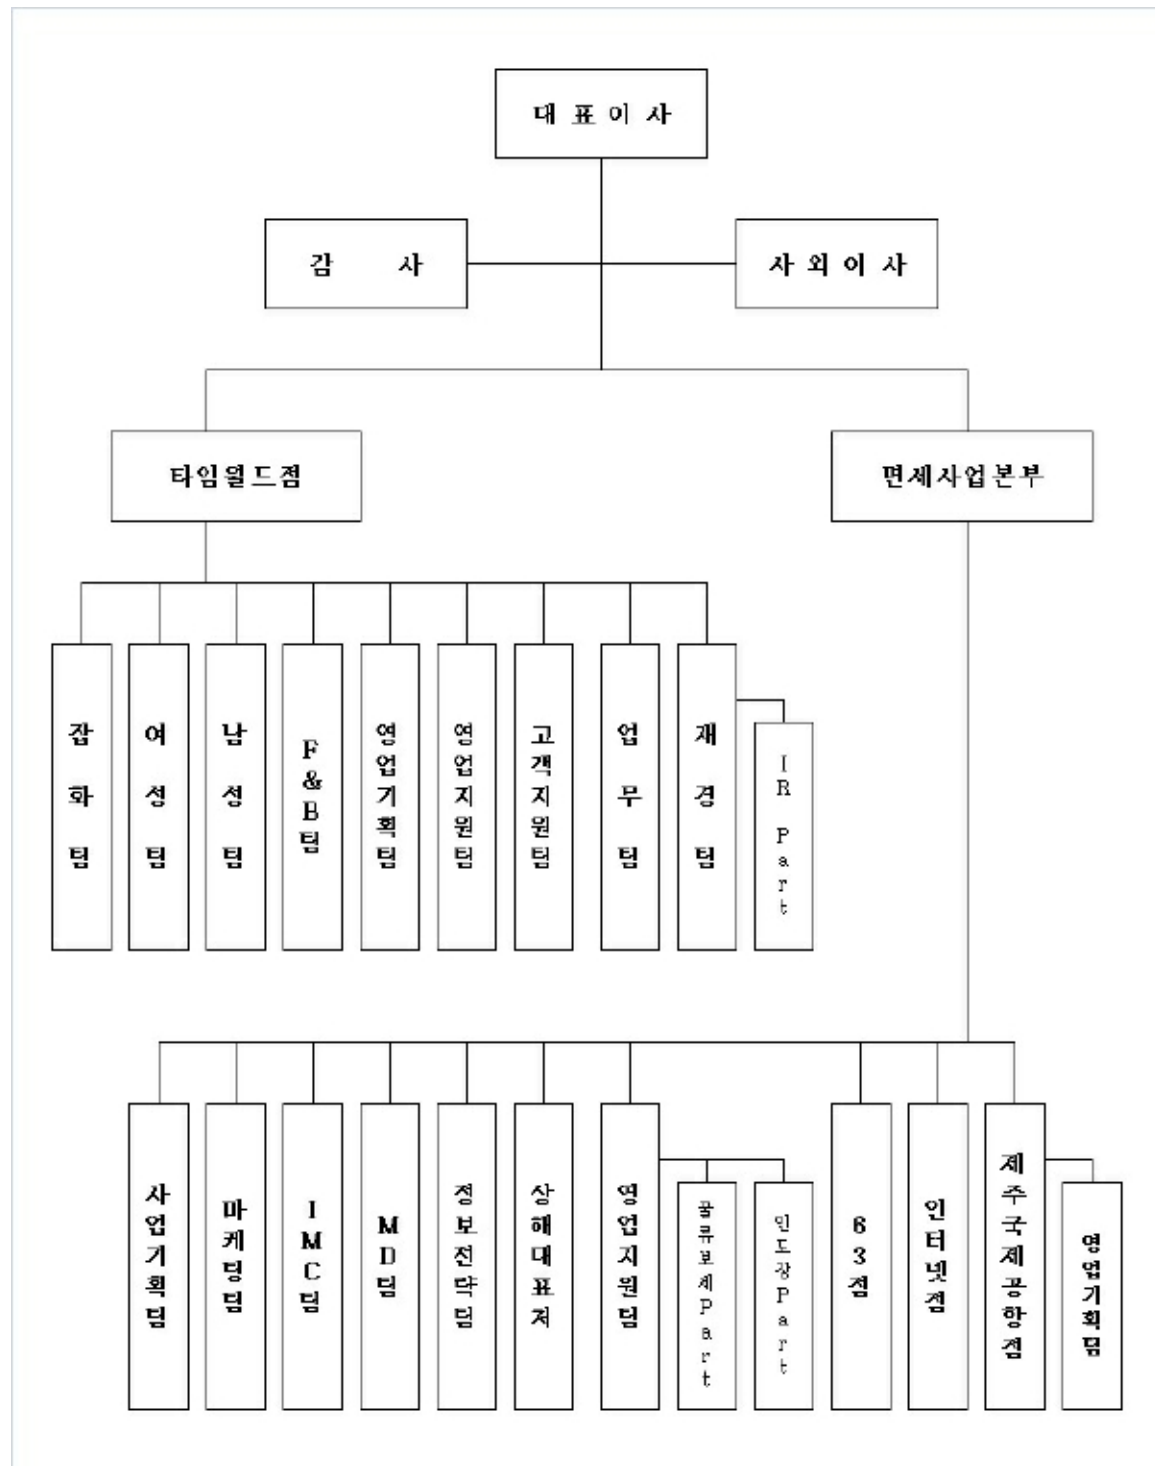 대표이사
감 사
사외이사
타임월드점
면세사업본부
잡화팀
여성팀
남성팀
F&B팀
영업기획팀
영업지원팀
고객지원팀
업무팀
재경팀
IR Part
사업기획팀
마케팅팀
IMC팀
MD팀
정보전략팀
상해대표처
영업지원팀
물류보세Part
인도장Part
63점
인터넷점
제주국제공항점
영업기획팀